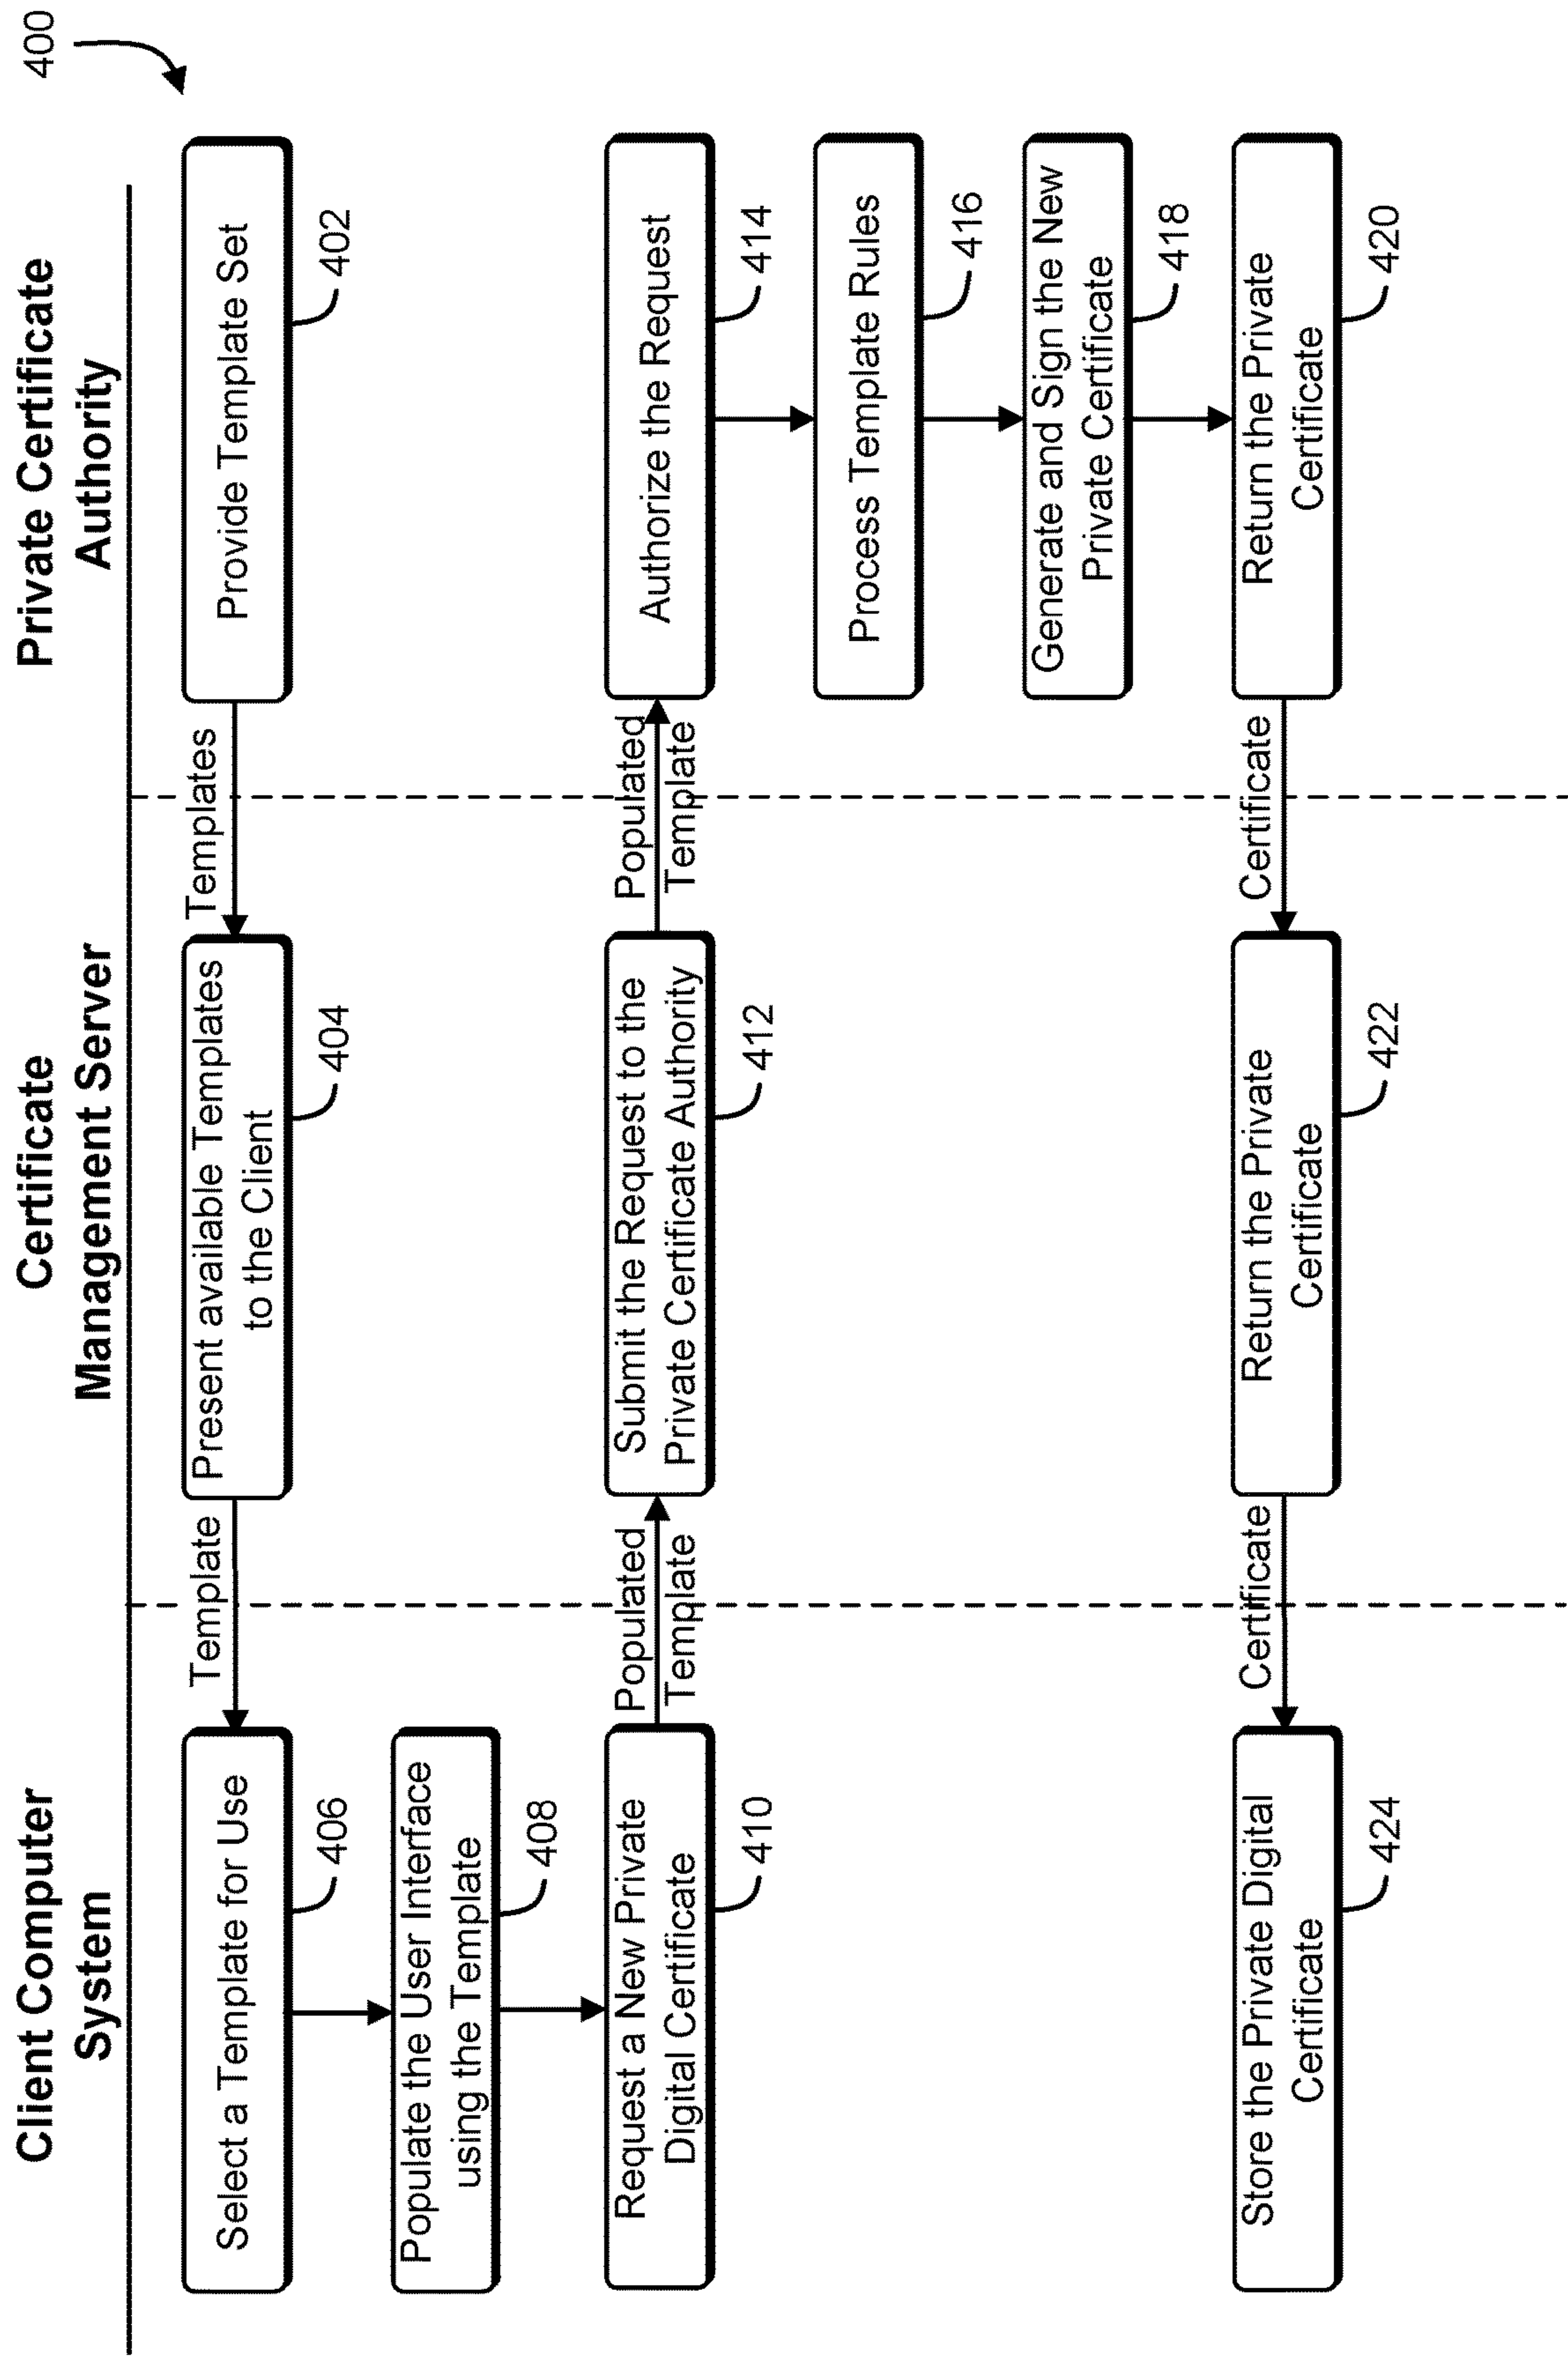 400
Client Computer
System
Certificate
Management Server
Private Certificate
Authority
Select a Template for Use
406
Template
Present available Templates
to the Client
404
Templates
Provide Template Set
402
Populate the User Interface
using the Template
408
Request a New Private
Digital Certificate
410
Populated
Template
Submit the Request to the
Private Certificate Authority
412
Populated
Template
Authorize the Request
414
Process Template Rules
416
Generate and Sign the New
Private Certificate
418
Store the Private Digital
Certificate
424
Certificate
Return the Private
Certificate
422
Certificate
Return the Private
Certificate
420